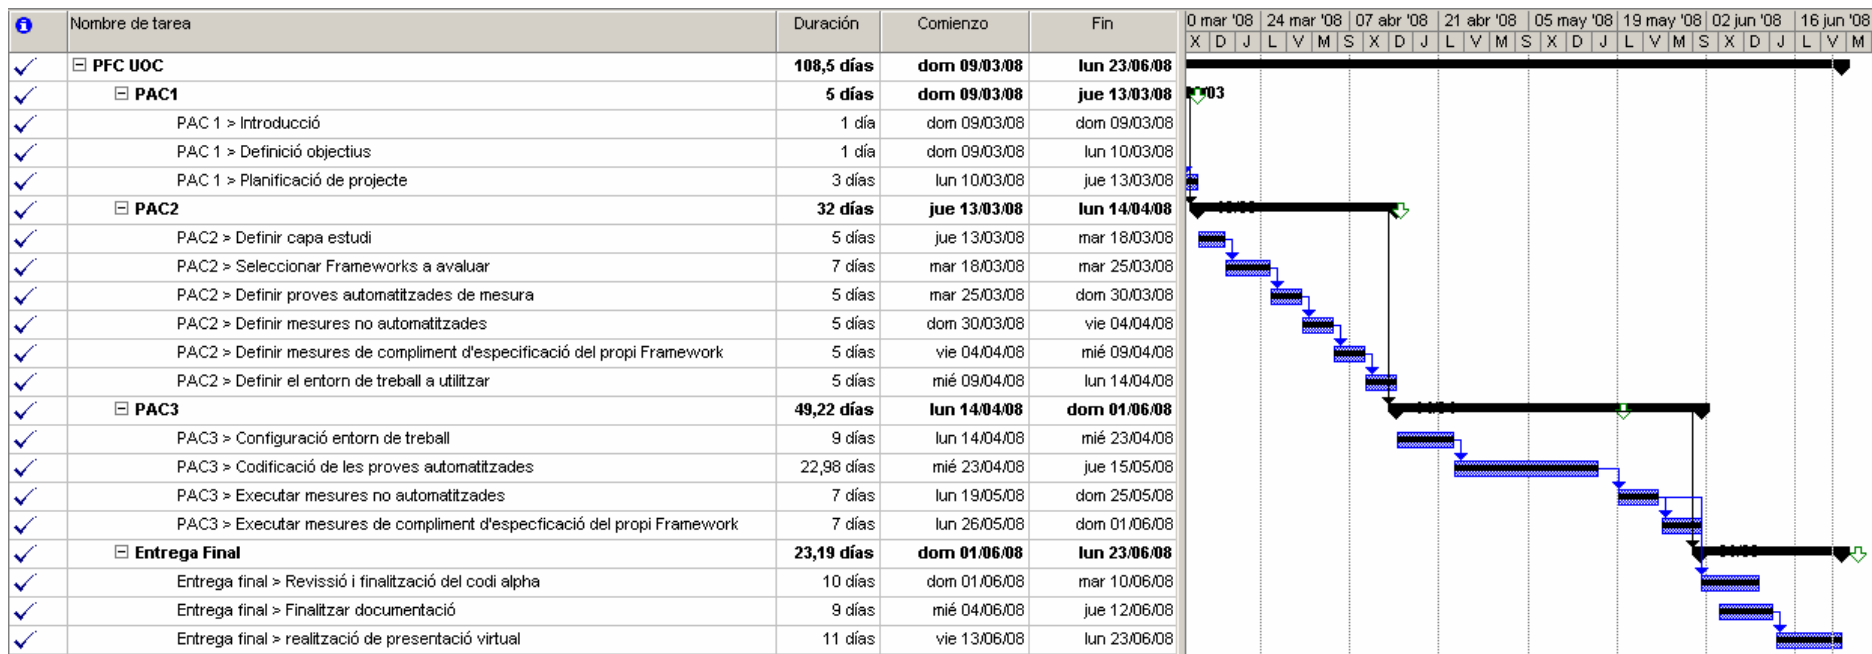 Nombre de tarea Duración Comienzo Fin 0 mar '08 24 mar '08 07 abr '08 21 abr '08 05 may '08 19 may '08 02 jun '08 16 jun '08
X D J L V M S X D J L V M S X D J L V M S X D J L V M
PFC UOC 108,5 días dom 09/03/08 lun 23/06/08
PAC1 5 días dom 09/03/08 jue 13/03/08 /03
PAC 1 > Introducció 1 día dom 09/03/08 dom 09/03/08
PAC 1 > Definició objectius 1 día dom 09/03/08 lun 10/03/08
PAC 1 > Planificació de projecte 3 días lun 10/03/08 jue 13/03/08
PAC2 32 días jue 13/03/08 lun 14/04/08
PAC2 > Definir capa estudi 5 días jue 13/03/08 mar 18/03/08
PAC2 > Seleccionar Frameworks a avaluar 7 días mar 18/03/08 mar 25/03/08
PAC2 > Definir proves automatitzades de mesura 5 días mar 25/03/08 dom 30/03/08
PAC2 > Definir mesures no automatitzades 5 días dom 30/03/08 vie 04/04/08
PAC2 > Definir mesures de compliment d'especificació del propi Framework 5 días vie 04/04/08 mié 09/04/08
PAC2 > Definir el entorn de treball a utilitzar 5 días mié 09/04/08 lun 14/04/08
PAC3 49,22 días lun 14/04/08 dom 01/06/08
PAC3 > Configuració entorn de treball 9 días lun 14/04/08 mié 23/04/08
PAC3 > Codificació de les proves automatitzades 22,98 días mié 23/04/08 jue 15/05/08
PAC3 > Executar mesures no automatitzades 7 días lun 19/05/08 dom 25/05/08
PAC3 > Executar mesures de compliment d'especficació del propi Framework 7 días lun 26/05/08 dom 01/06/08
Entrega Final 23,19 días dom 01/06/08 lun 23/06/08
Entrega final > Revissió i finalització del codi alpha 10 días dom 01/06/08 mar 10/06/08
Entrega final > Finalitzar documentació 9 días mié 04/06/08 jue 12/06/08
Entrega final > realització de presentació virtual 11 días vie 13/06/08 lun 23/06/08